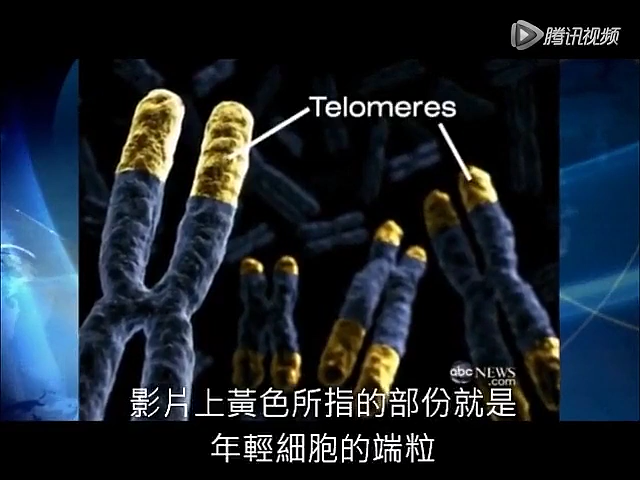 腾讯视频
Telomeres
abc NEWS
.com
影片上黃色所指的部份就是
年輕細胞的端粒